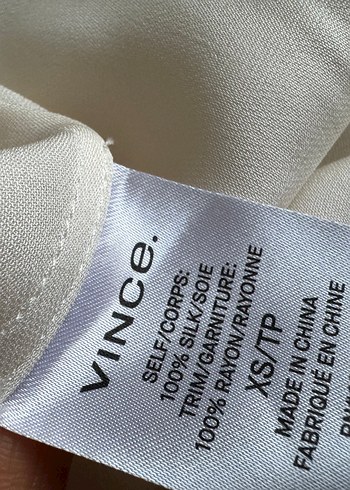 VINCE.
SELF/CORPS:
100% SILK/SOIE
TRIM/GARNITURE:
100% RAYON/RAYONNE
XS/TP
MADE IN CHINA
FABRIQUÉ EN CHINE